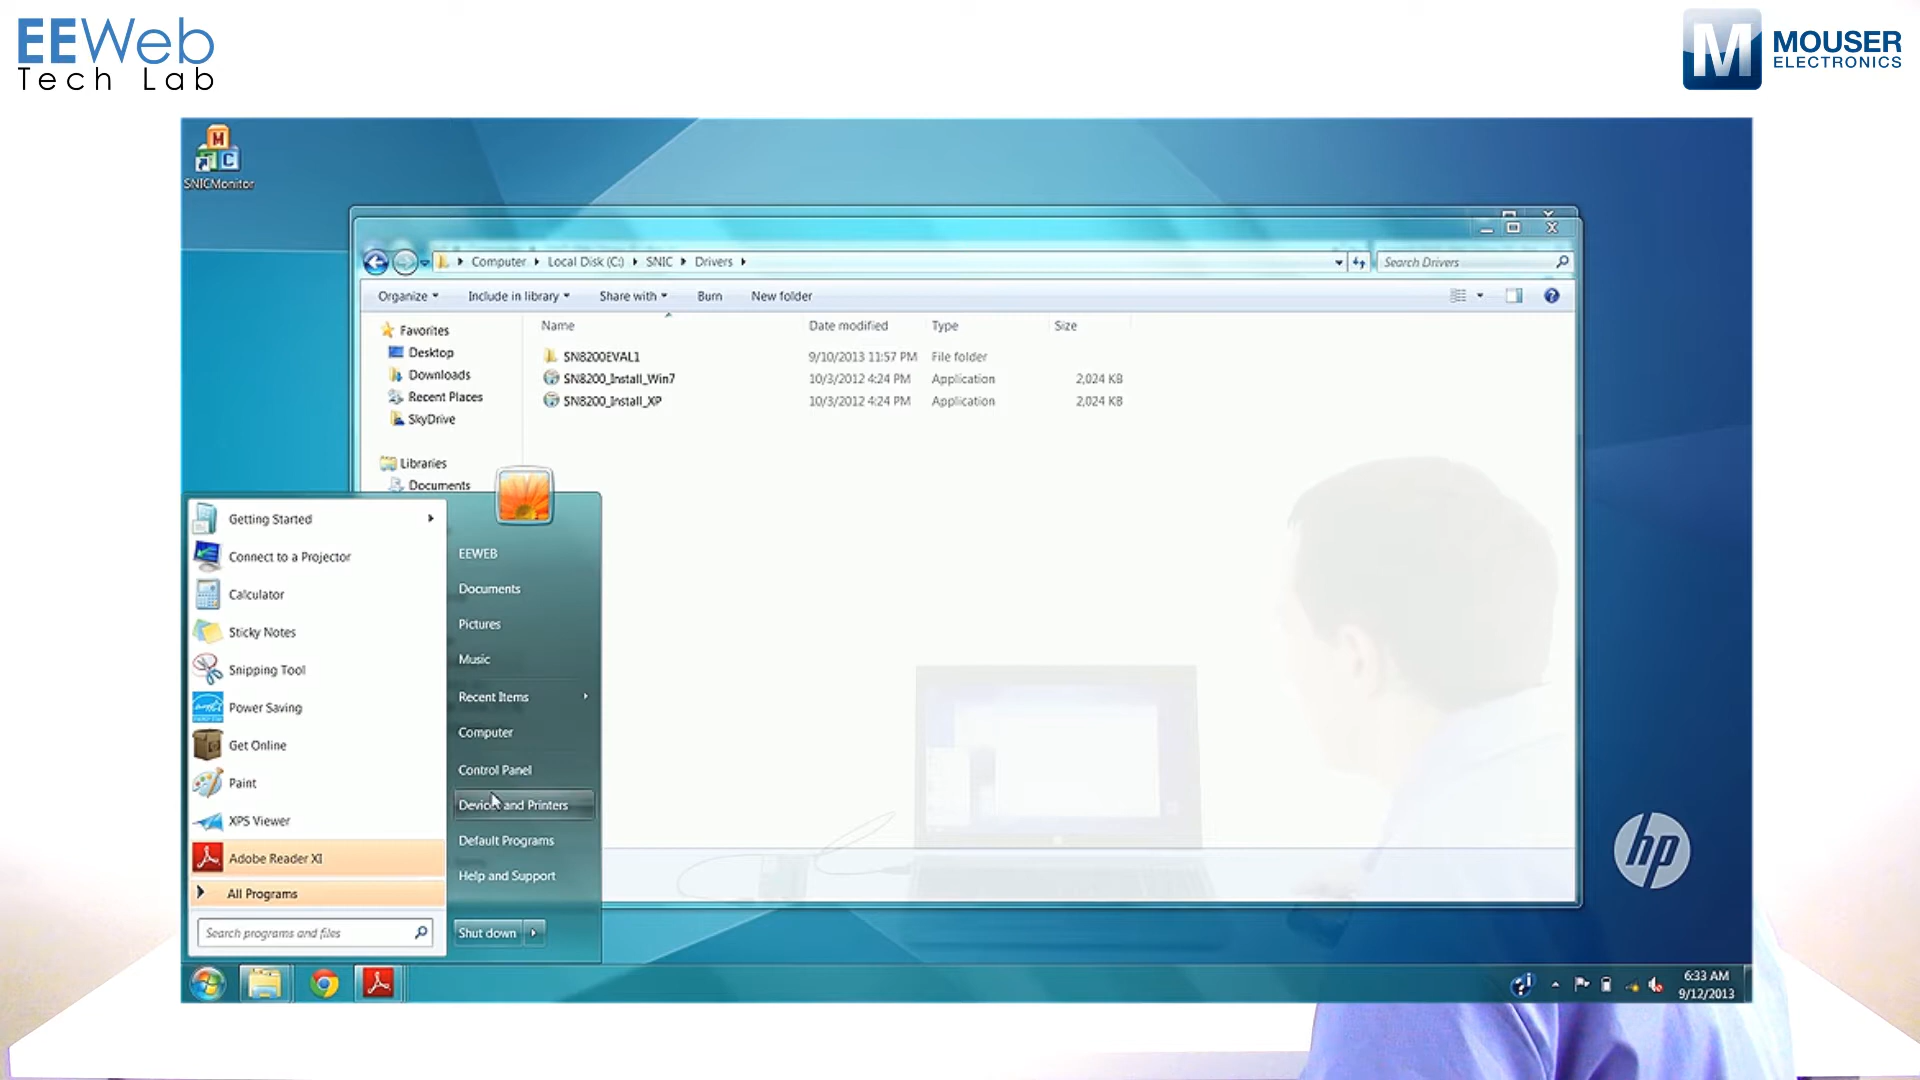 EEWeb
Tech Lab
MOUSER
ELECTRONICS
SNICMonitor
Computer
Local Disk (C:)
SNIC
Drivers
Search Drivers
Organize
Include in library
Share with
Burn
New folder
Name
Date modified
Type
Size
SN8200EVAL1
9/10/2013 11:57 PM
File folder
SN8200_Install_Win7
10/3/2012 4:24 PM
Application
2,024 KB
SN8200_Install_XP
10/3/2012 4:24 PM
Application
2,024 KB
Favorites
Desktop
Downloads
Recent Places
SkyDrive
Libraries
Documents
Getting Started
Connect to a Projector
Calculator
Sticky Notes
Snipping Tool
Power Saving
Get Online
Paint
XPS Viewer
Adobe Reader XI
All Programs
Search programs and files
EEWEB
Documents
Pictures
Music
Recent Items
Computer
Control Panel
Devices and Printers
Default Programs
Help and Support
Shut down
hp
6:33 AM
9/12/2013